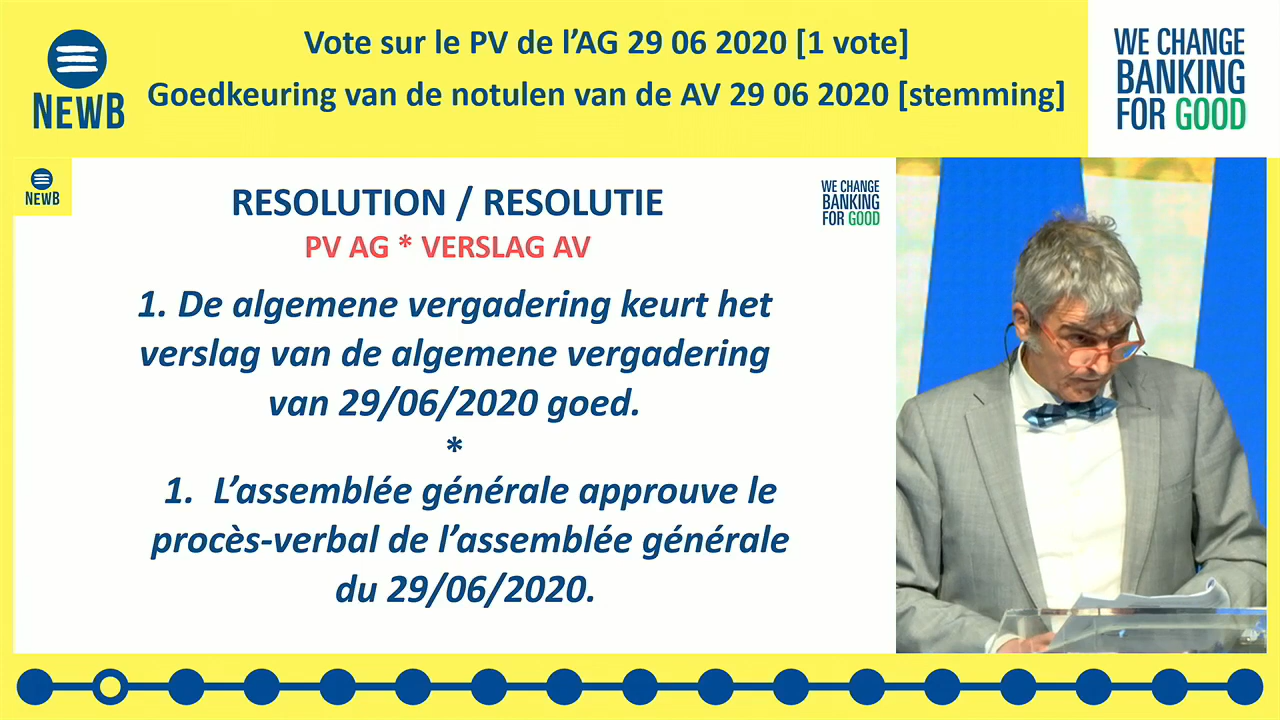 Vote sur le PV de l’AG 29 06 2020 [1 vote]
Goedkeuring van de notulen van de AV 29 06 2020 [stemming]
NEWB
WE CHANGE
BANKING
FOR GOOD
NEWB
RESOLUTION / RESOLUTIE
PV AG * VERSLAG AV
WE CHANGE
BANKING
FOR GOOD
1. De algemene vergadering keurt het
verslag van de algemene vergadering
van 29/06/2020 goed.
*
1. L’assemblée générale approuve le
procès-verbal de l’assemblée générale
du 29/06/2020.